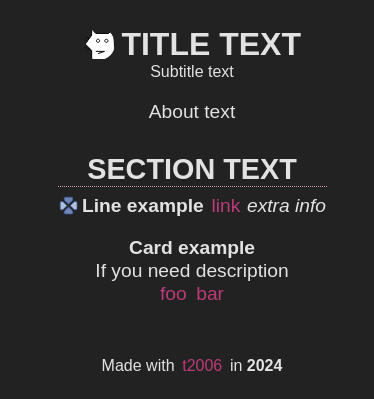 TITLE TEXT
Subtitle text
About text
SECTION TEXT
Line example link extra info
Card example
If you need description
foo bar
Made with t2006 in 2024